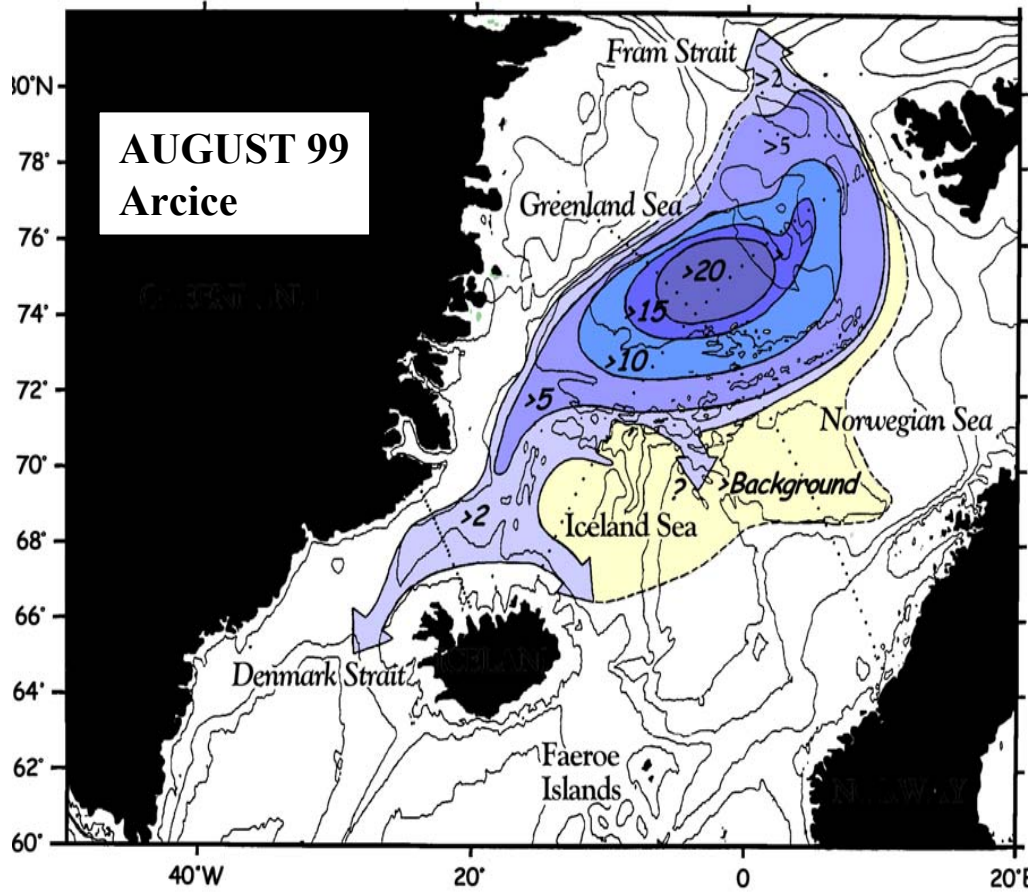 Fram Strait
80°N
>2
AUGUST 99
Arcice
78
>5
Greenland Sea
76
>20
74
>15
>10
72
>5
Norwegian Sea
70
? >Background
>2
Iceland Sea
68
66
Denmark Strait
64
Faeroe
Islands
62
60°
40°W
20°
0
20°E